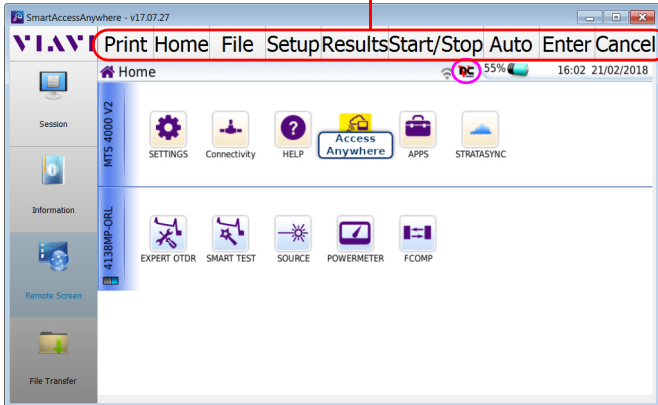 SmartAccessAnywhere - v17.07.27
VIAVI Print Home File Setup Results Start/Stop Auto Enter Cancel
Home DC 55% 16:02 21/02/2018
Session
MTS 4000 V2
SETTINGS Connectivity HELP Access Anywhere APPS STRATASYNC
Information
4138MP-ORL
EXPERT OTDR SMART TEST SOURCE POWERMETER FCOMP
Remote Screen
File Transfer